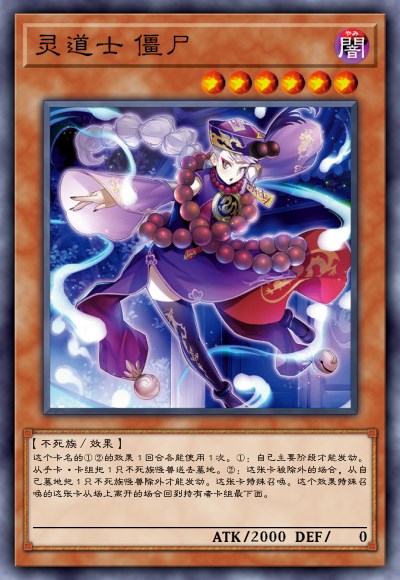 灵道士 僵尸
やみ
闇
【不死族/效果】
这个卡名的①②的效果1回合各能使用1次。①：自己主要阶段才能发动。
从手卡·卡组把1只不死族怪兽送去墓地。②：这张卡被除外的场合，从自
己墓地把1只不死族怪兽除外才能发动。这张卡特殊召唤。这个效果特殊召
唤的这张卡从场上离开的场合回到持有者卡组最下面。
ATK/2000 DEF/ 0